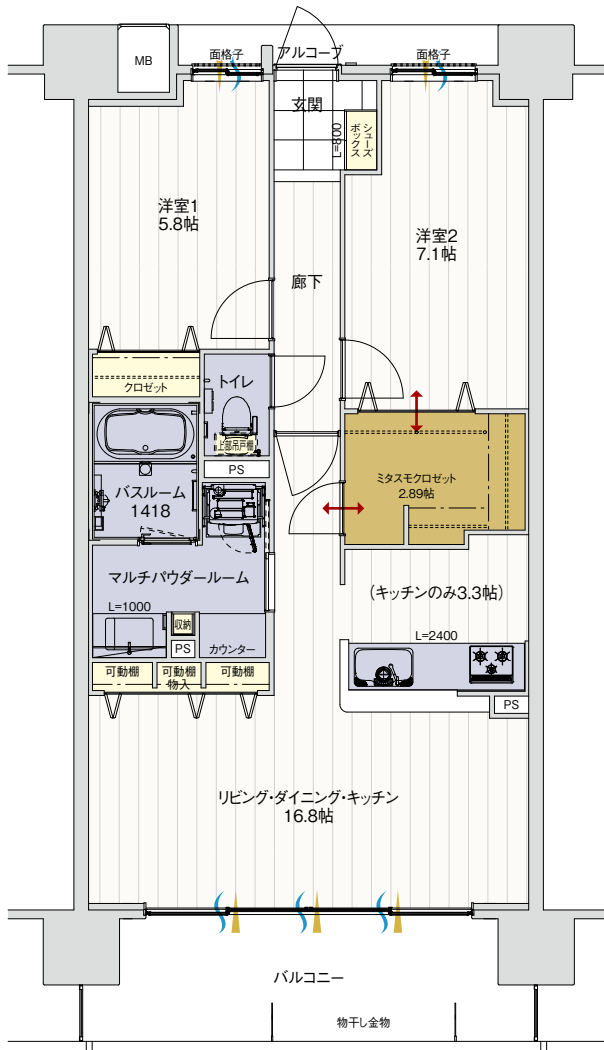 MB
面格子
アルコーブ
面格子
玄関
L=800
シューズ
ボックス
洋室1
5.8帖
洋室2
7.1帖
廊下
クロゼット
トイレ
上部吊戸棚
PS
バスルーム
1418
ミタスモクロゼット
2.89帖
マルチパウダールーム
L=1000
収納
PS
カウンター
(キッチンのみ3.3帖)
L=2400
可動棚
可動棚
物入
可動棚
PS
リビング・ダイニング・キッチン
16.8帖
バルコニー
物干し金物